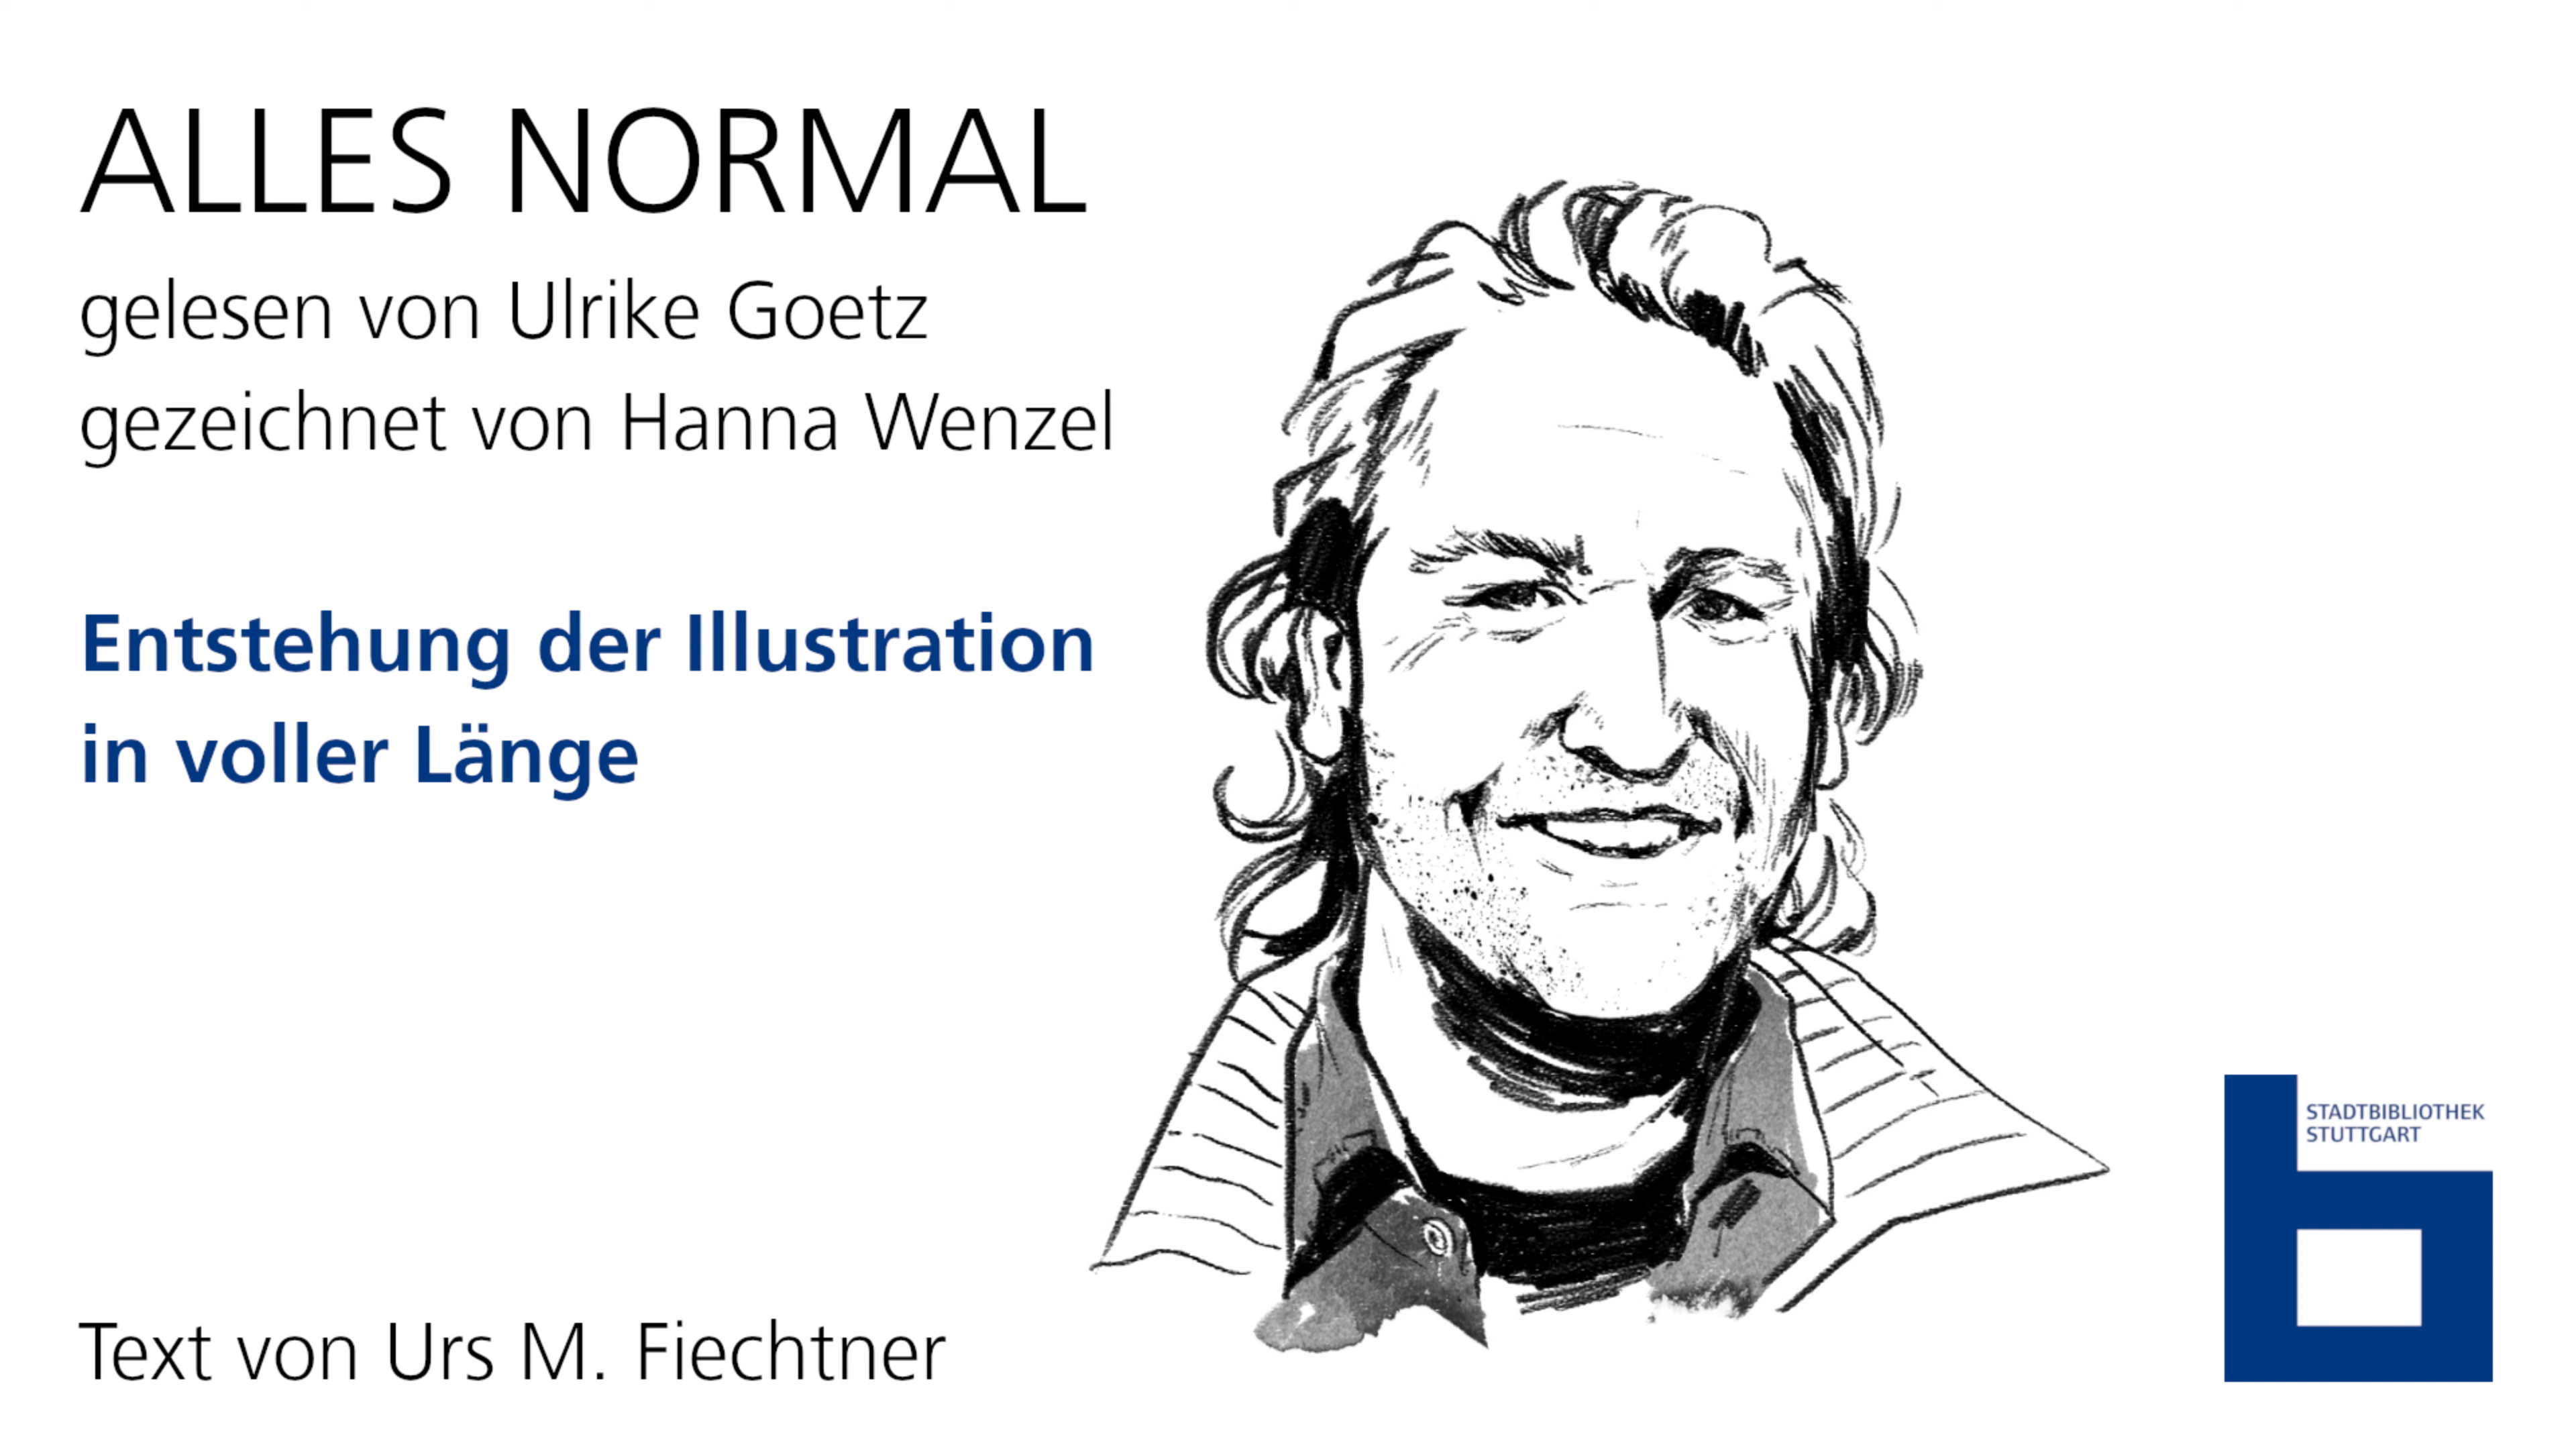 ALLES NORMAL
gelesen von Ulrike Goetz
gezeichnet von Hanna Wenzel
Entstehung der Illustration
in voller Länge
Text von Urs M. Fiechtner
STADTBIBLIOTHEK
STUTTGART